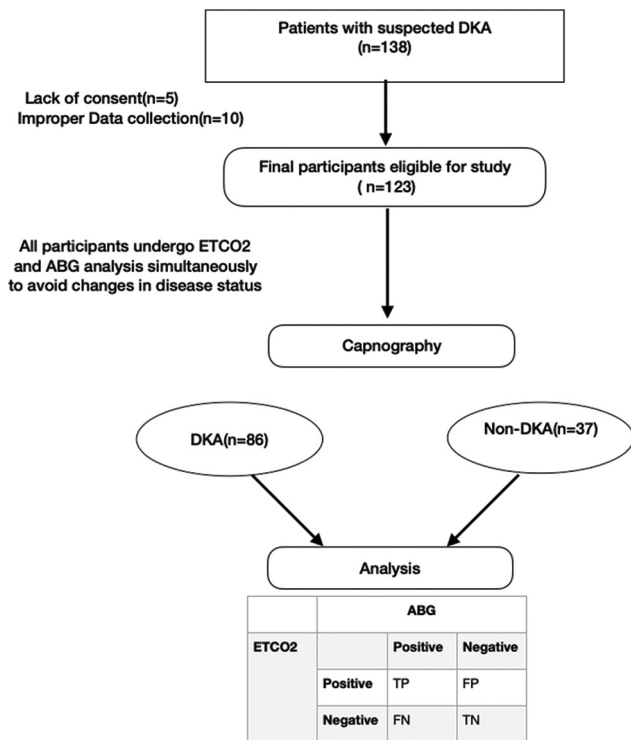 Patients with suspected DKA
(n=138)
Lack of consent(n=5)
Improper Data collection(n=10)
Final participants eligible for study
( n=123)
All participants undergo ETCO2
and ABG analysis simultaneously
to avoid changes in disease status
Capnography
DKA(n=86)
Non-DKA(n=37)
Analysis
ABG
ETCO2 Positive Negative
Positive TP FP
Negative FN TN